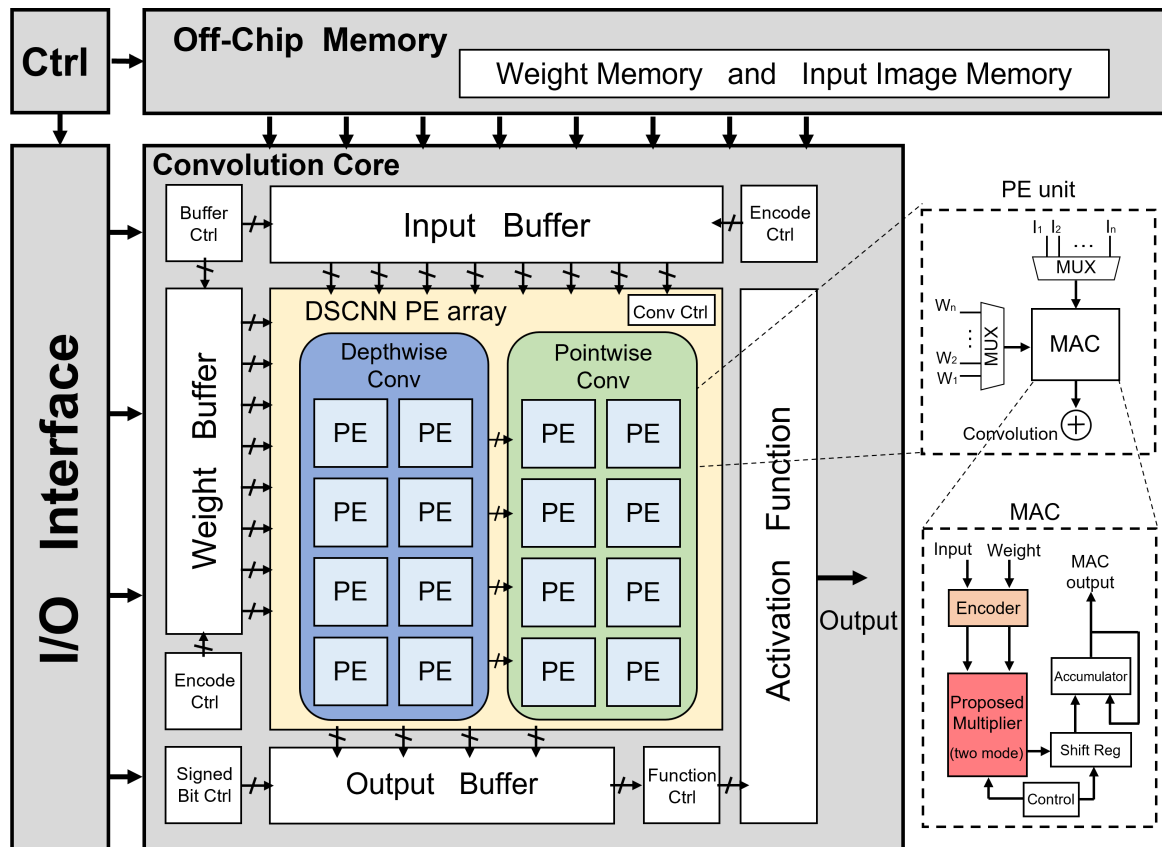 Ctrl
Off-Chip Memory
Weight Memory and Input Image Memory
I/O Interface
Convolution Core
Buffer
Ctrl
Input Buffer
Encode
Ctrl
Weight Buffer
DSCNN PE array
Conv Ctrl
Depthwise
Conv
Pointwise
Conv
PE PE PE PE
PE PE PE PE
PE PE PE PE
PE PE PE PE
Activation Function
Output
Encode
Ctrl
Signed
Bit Ctrl
Output Buffer
Function
Ctrl
PE unit
I1 I2 ... In
MUX
Wn
⋮
W2
W1
MUX
MAC
Convolution
MAC
Input Weight
MAC
output
Encoder
Accumulator
Proposed
Multiplier
(two mode)
Shift Reg
Control